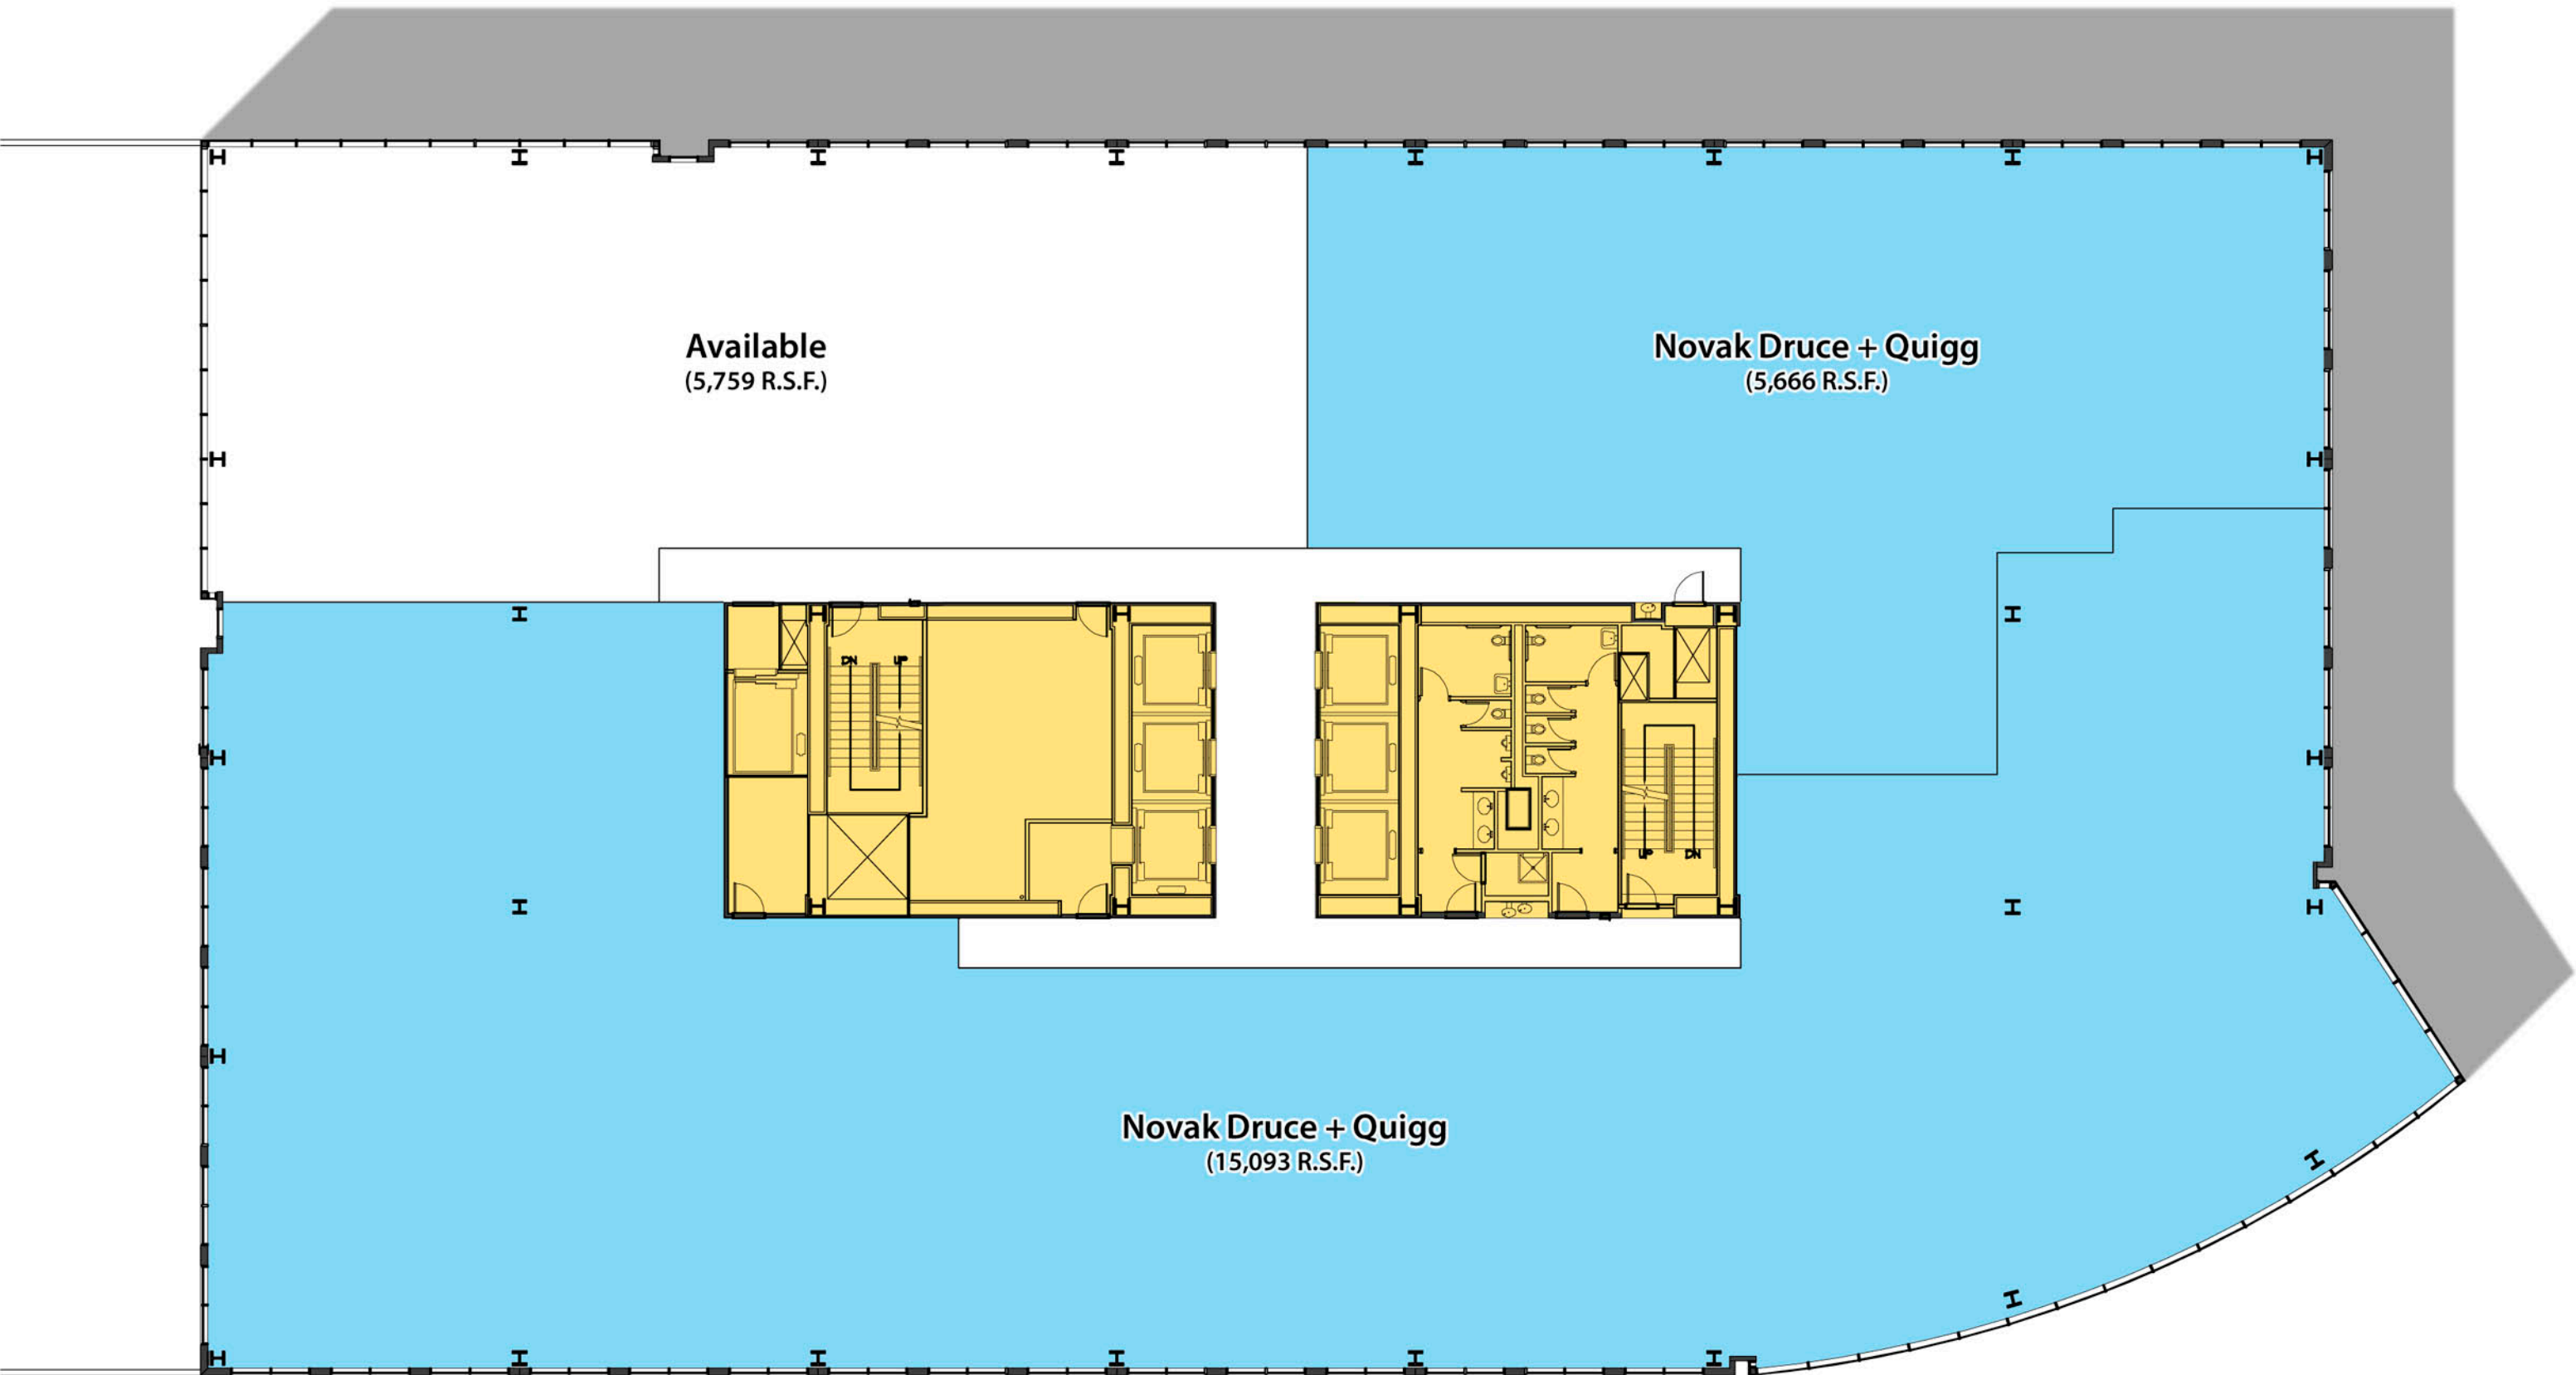 Available
(5,759 R.S.F.)
Novak Druce + Quigg
(5,666 R.S.F.)
DN UP
UP DN
Novak Druce + Quigg
(15,093 R.S.F.)